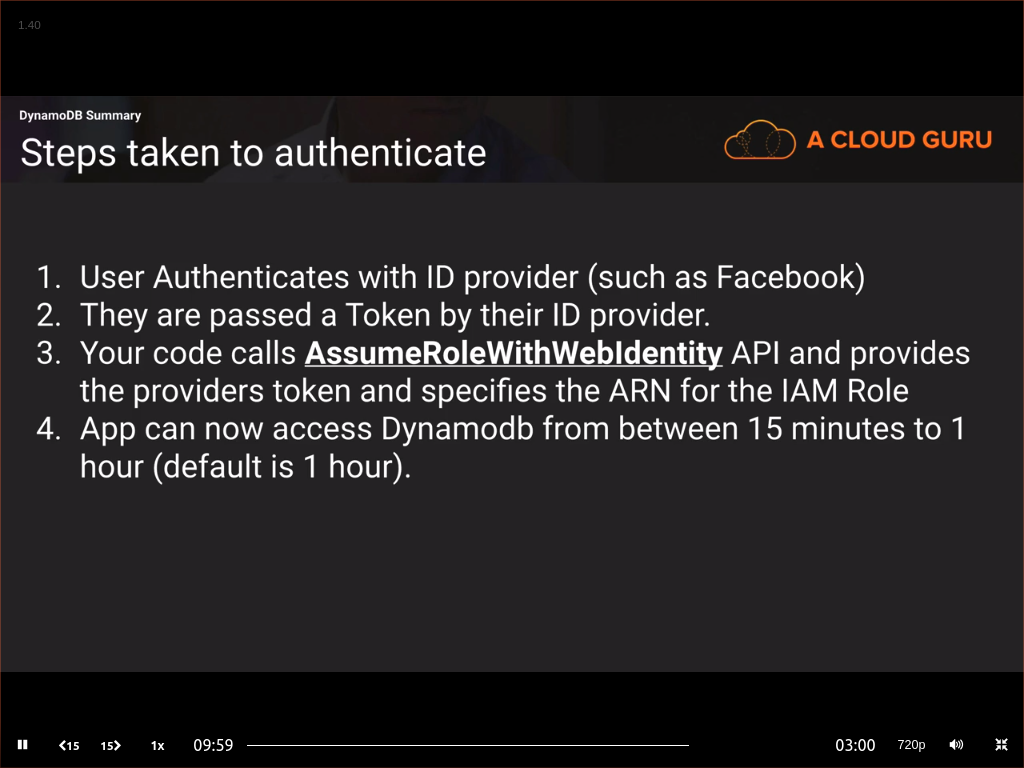 1.40
DynamoDB Summary
Steps taken to authenticate
A CLOUD GURU
1. User Authenticates with ID provider (such as Facebook)
2. They are passed a Token by their ID provider.
3. Your code calls AssumeRoleWithWebIdentity API and provides
the providers token and specifies the ARN for the IAM Role
4. App can now access Dynamodb from between 15 minutes to 1
hour (default is 1 hour).
15 15 1x 09:59 03:00 720p